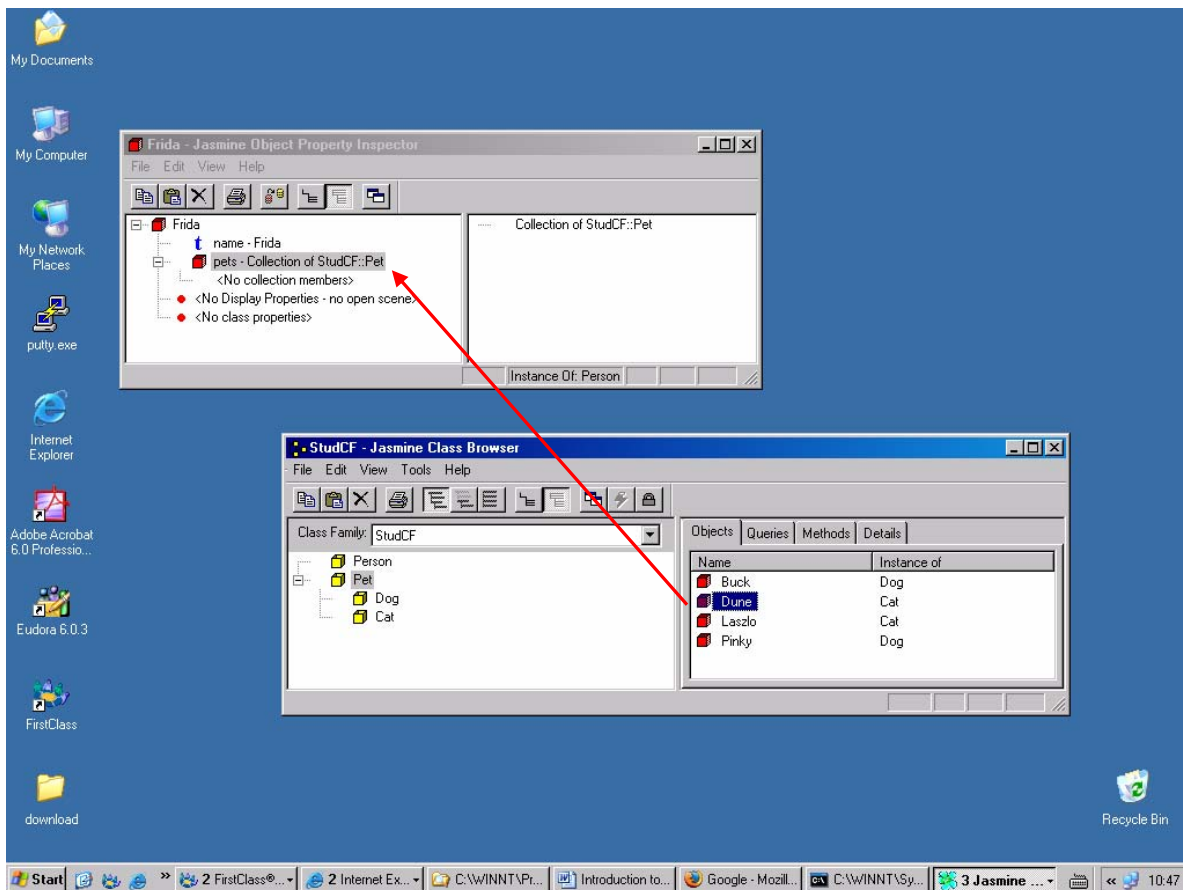 My Documents
My Computer
My Network
Places
putty.exe
Internet
Explorer
Adobe Acrobat
6.0 Professio...
Eudora 6.0.3
FirstClass
download
Frida - Jasmine Object Property Inspector
File Edit View Help
Frida
name - Frida
pets - Collection of StudCF::Pet
<No collection members>
<No Display Properties - no open scene>
<No class properties>
Collection of StudCF::Pet
Instance Of: Person
StudCF - Jasmine Class Browser
File Edit View Tools Help
Class Family: StudCF
Person
Pet
Dog
Cat
Objects Queries Methods Details
Name Instance of
Buck Dog
Dune Cat
Laszlo Cat
Pinky Dog
Recycle Bin
Start » 2 FirstClass®... 2 Internet Ex... C:\WINNT\Pr... Introduction to... Google - Mozill... C:\WINNT\Sy... 3 Jasmine ... « 10:47